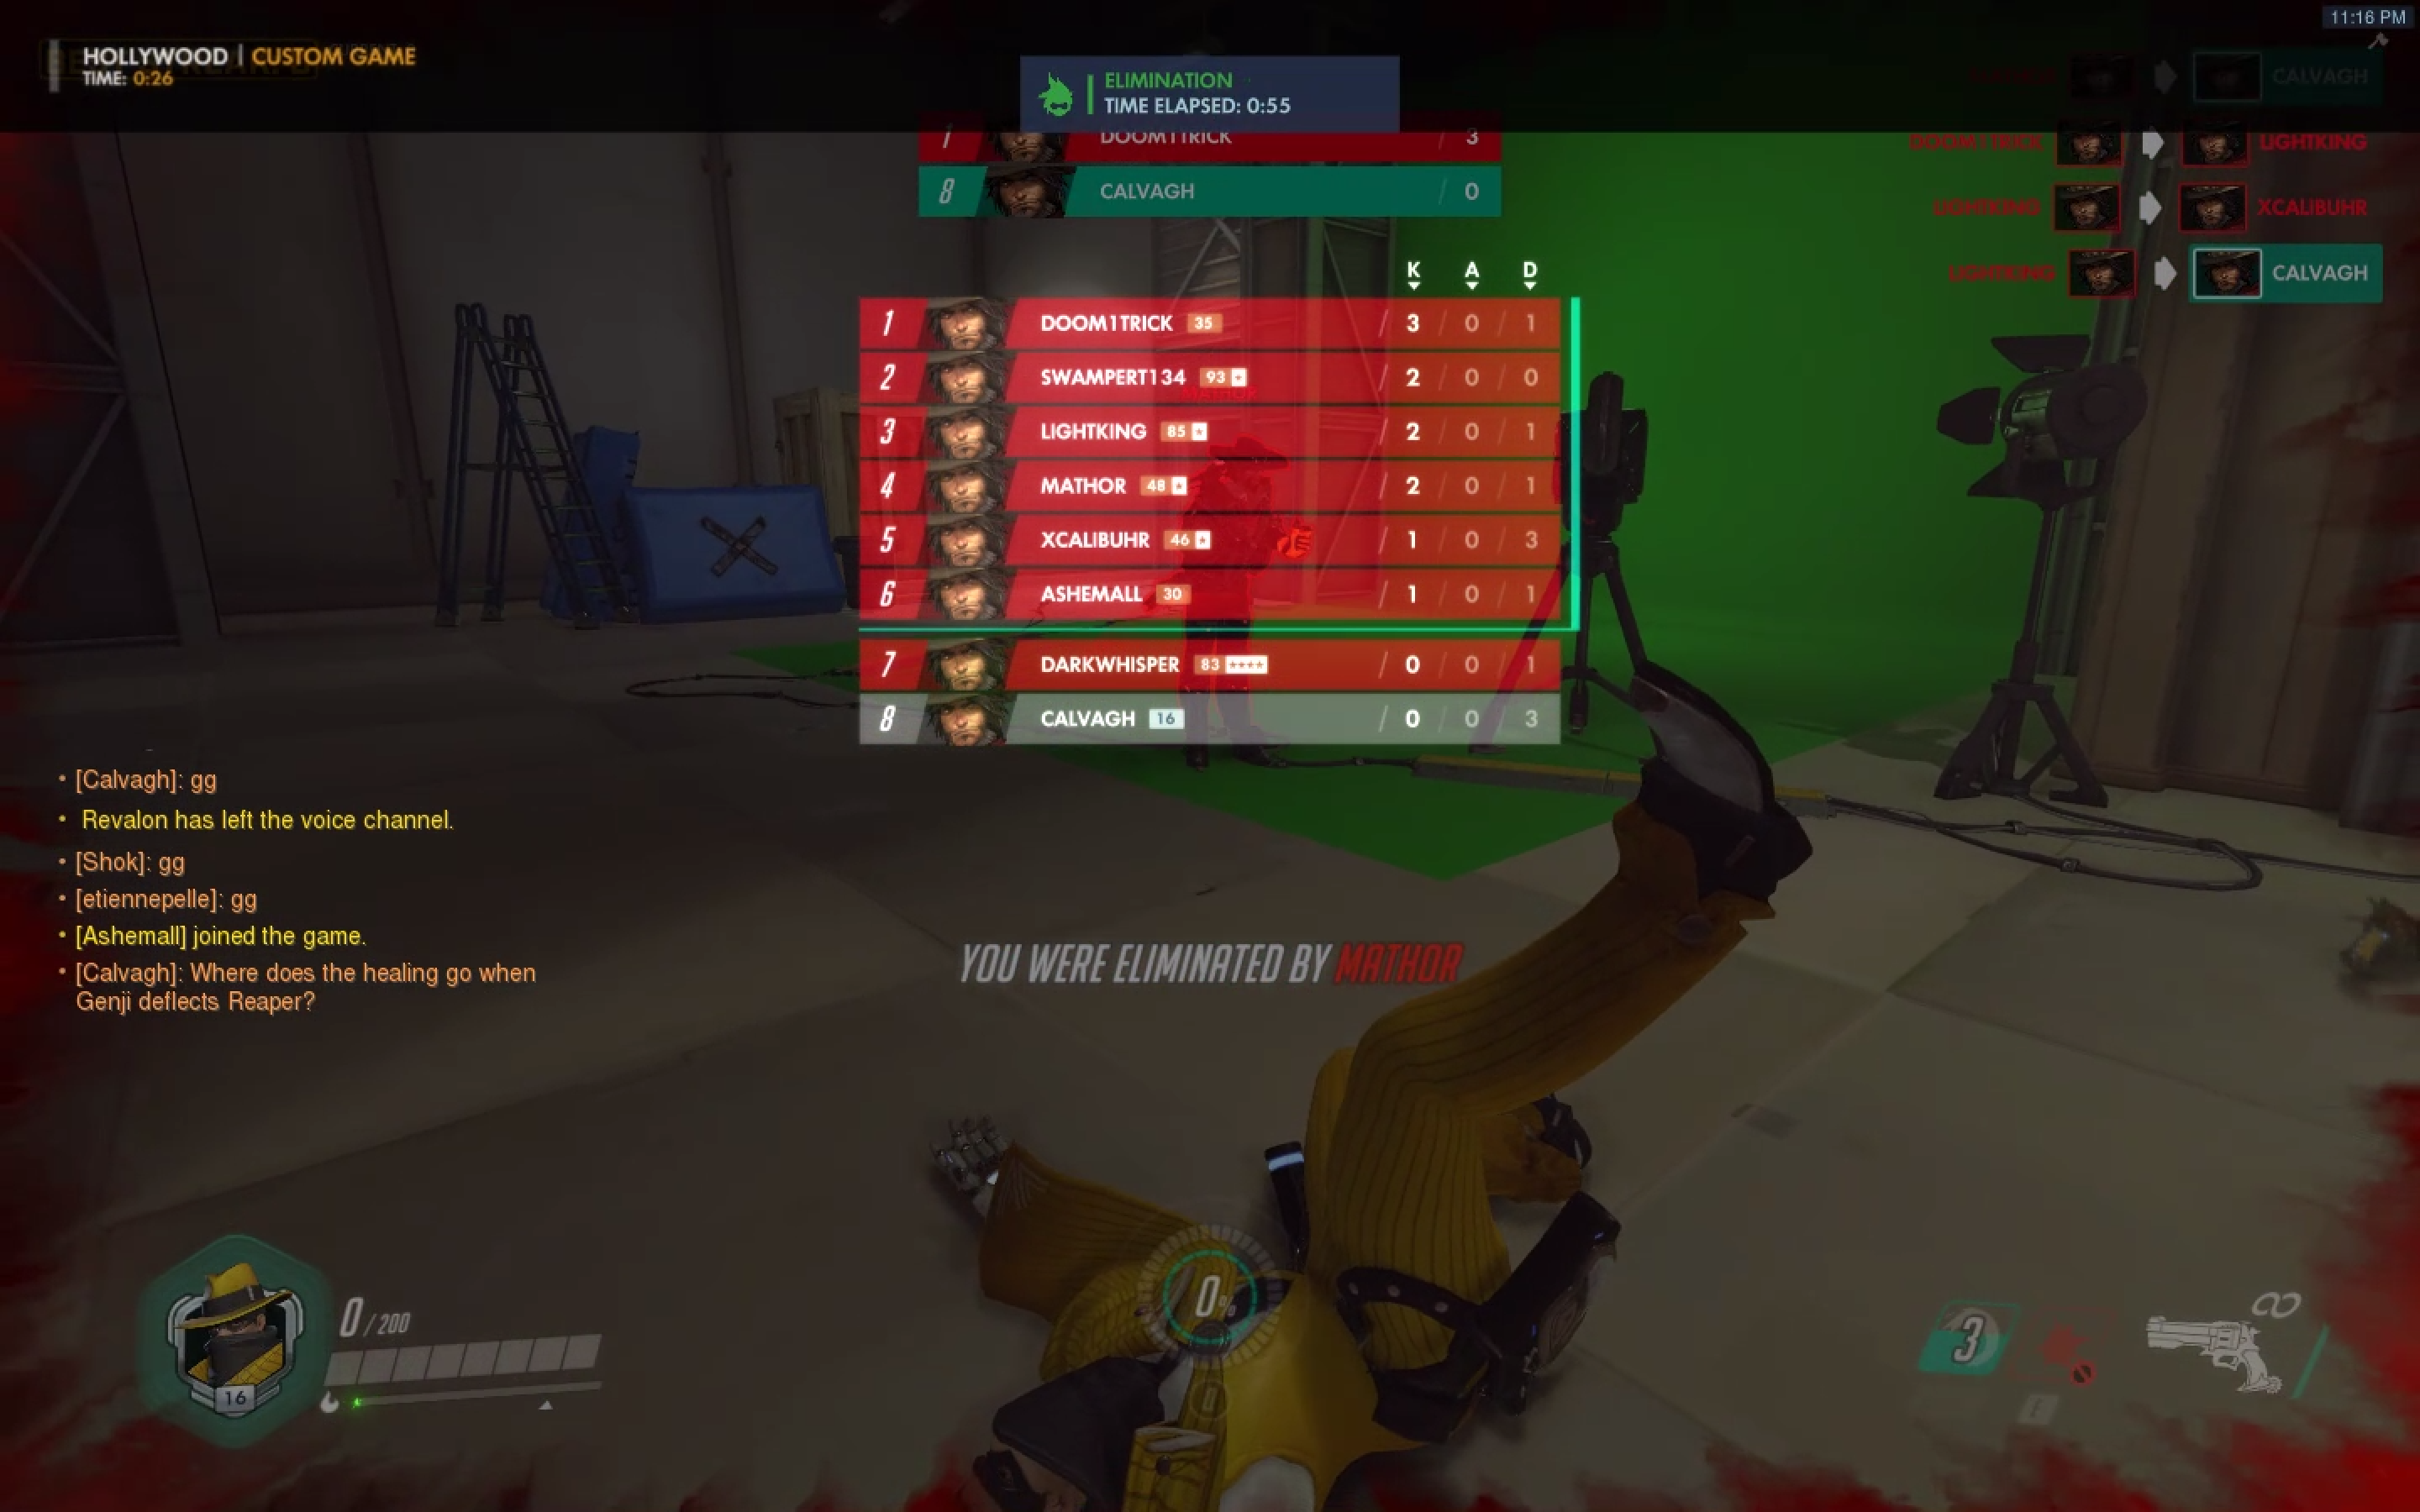 11:16 PM
HOLLYWOOD | CUSTOM GAME
TIME: 0:26
ELIMINATION
TIME ELAPSED: 0:55
CALVAGH
1 DOOM1TRICK / 3
DOOM1TRICK LIGHTKING
8 CALVAGH / 0
LIGHTKING XCALIBUHR
LIGHTKING CALVAGH
K A D
1 DOOM1TRICK 35 / 3 / 0 / 1
2 SWAMPERT134 93 / 2 / 0 / 0
MATHOR
3 LIGHTKING 85 / 2 / 0 / 1
4 MATHOR 48 / 2 / 0 / 1
5 XCALIBUHR 46 / 1 / 0 / 3
6 ASHEMALL 30 / 1 / 0 / 1
7 DARKWHISPER 83 / 0 / 0 / 1
8 CALVAGH 16 / 0 / 0 / 3
• [Calvagh]: gg
• Revalon has left the voice channel.
• [Shok]: gg
• [etiennepelle]: gg
• [Ashemall] joined the game.
• [Calvagh]: Where does the healing go when
Genji deflects Reaper?
YOU WERE ELIMINATED BY MATHOR
0%
0 / 200
16
3
∞